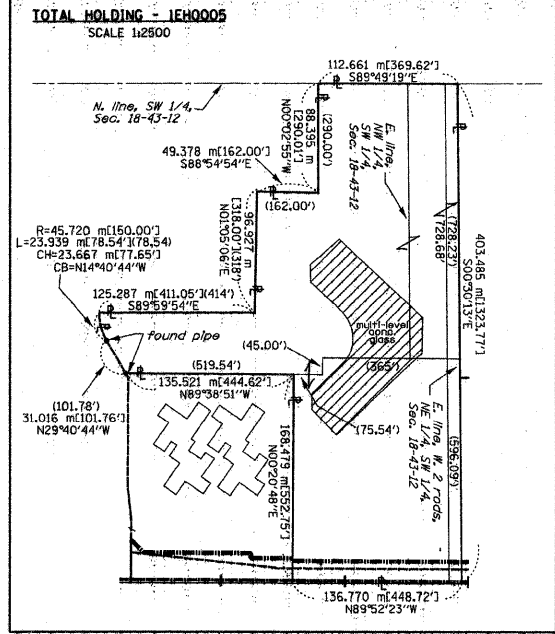 TOTAL HOLDING - 1EH0005
SCALE 1:2500
112.661 m[369.62']
S89°49'19"E
N. line, SW 1/4,
Sec. 18-43-12
(290.00')
88.395 m
[290.01']
N00°02'55"W
E. line,
NW 1/4,
SW 1/4,
Sec. 18-43-12
49.378 m[162.00']
S88°54'54"E
(162.00')
96.927 m
[318.00'](318')
N01°05'06"E
(728.23')
728.68'
403.485 m[1323.77']
S00°30'13"E
R=45.720 m[150.00']
L=23.939 m[78.54'](78.54)
CH=23.667 m[77.65']
CB=N14°40'44"W
125.287 m[411.05'](414')
S89°59'54"E
found pipe
multi-level
conc.
glass
(45.00')
(519.54')
(365')
135.521 m[444.62']
N89°38'51"W
(101.78')
31.016 m[101.76']
N29°40'44"W
(75.54')
168.479 m[552.75']
N00°20'48"E
E. line, W. 2 rods,
NE 1/4, SW 1/4,
Sec. 18-43-12
(596.09')
136.770 m[448.72']
N89°52'23"W